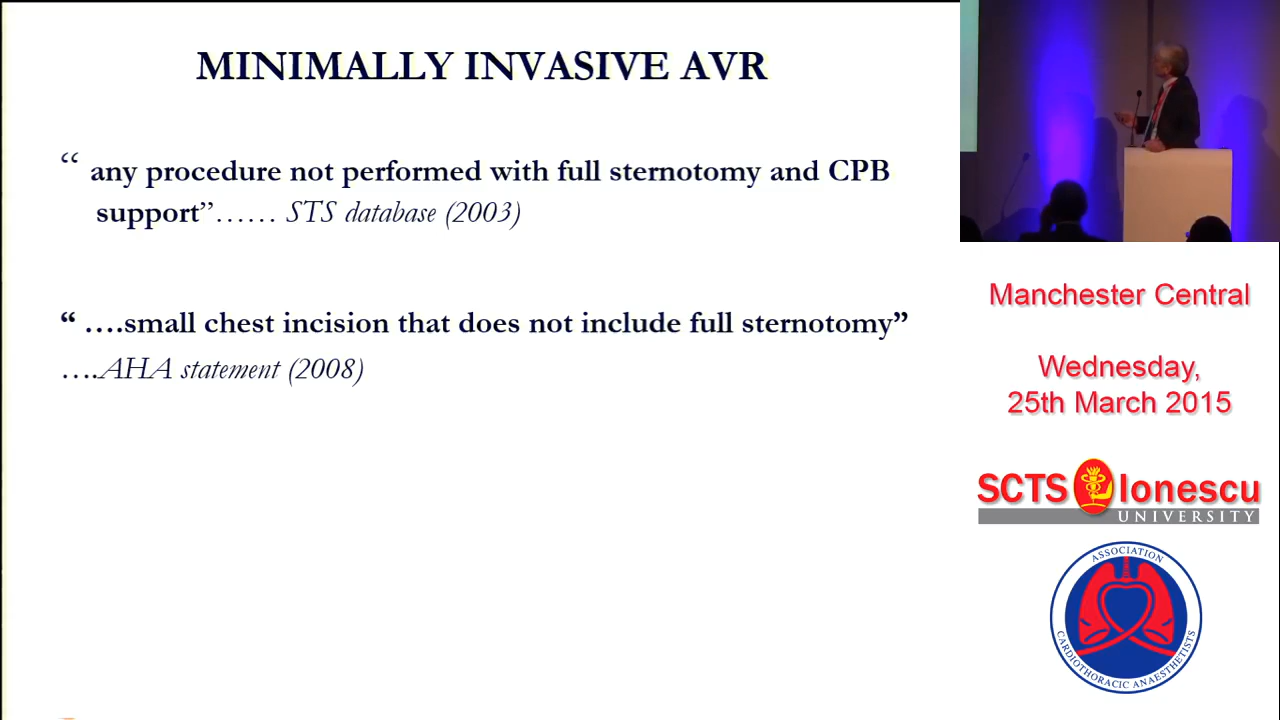 MINIMALLY INVASIVE AVR
“ any procedure not performed with full sternotomy and CPB
support”…… STS database (2003)
“ ….small chest incision that does not include full sternotomy”
….AHA statement (2008)
Manchester Central
Wednesday,
25th March 2015
SCTS Ionescu
UNIVERSITY
ASSOCIATION
CARDIOTHORACIC ANAESTHETISTS